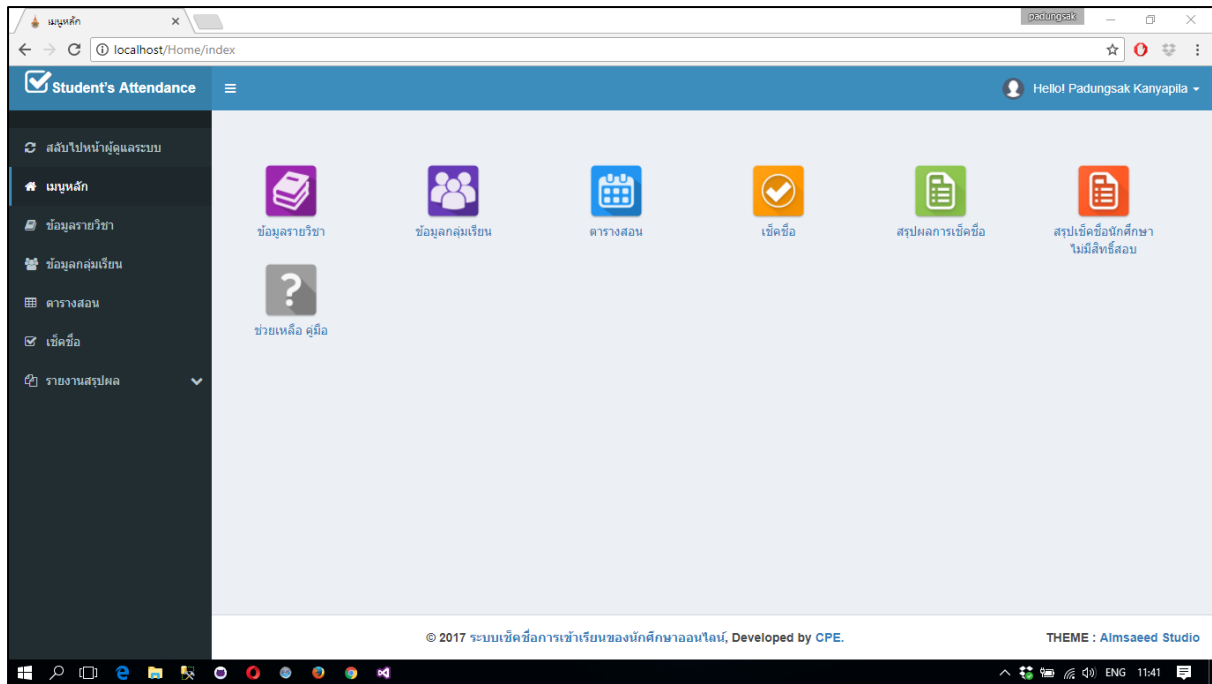 เมนูหลัก
padungsak
localhost/Home/index
Student's Attendance
Hello! Padungsak Kanyapila
สลับไปหน้าผู้ดูแลระบบ
เมนูหลัก
ข้อมูลรายวิชา
ข้อมูลกลุ่มเรียน
ตารางสอน
เช็คชื่อ
รายงานสรุปผล
ข้อมูลรายวิชา
ข้อมูลกลุ่มเรียน
ตารางสอน
เช็คชื่อ
สรุปผลการเช็คชื่อ
สรุปเช็คชื่อนักศึกษา
ไม่มีสิทธิ์สอบ
?
ช่วยเหลือ คู่มือ
© 2017 ระบบเช็คชื่อการเข้าเรียนของนักศึกษาออนไลน์, Developed by CPE.
THEME : Almsaeed Studio
ENG 11:41